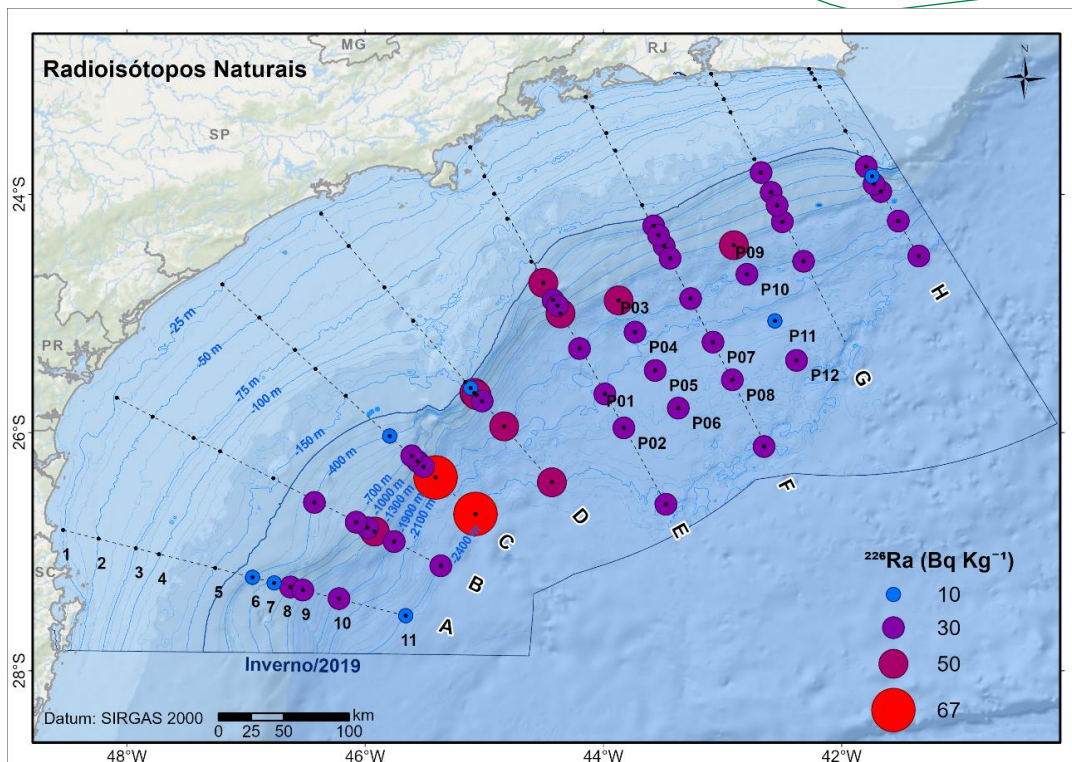 MG
RJ
N
Radioisótopos Naturais
SP
24°S
P09
P10
H
-25 m
P03
PR
P04
P11
-50 m
P07
P12
P05
G
-75 m
P01
P08
-100 m
P06
26°S
P02
-150 m
-400 m
F
-700 m
-1000 m
-1300 m
-1900 m
-2100 m
D
E
C
-2400 m
²²⁶Ra (Bq Kg⁻¹)
1
2
3
4
SC
5
B
6
7
8
9
10
11
A
10
30
50
67
Inverno/2019
28°S
Datum: SIRGAS 2000
km
0 25 50 100
48°W 46°W 44°W 42°W